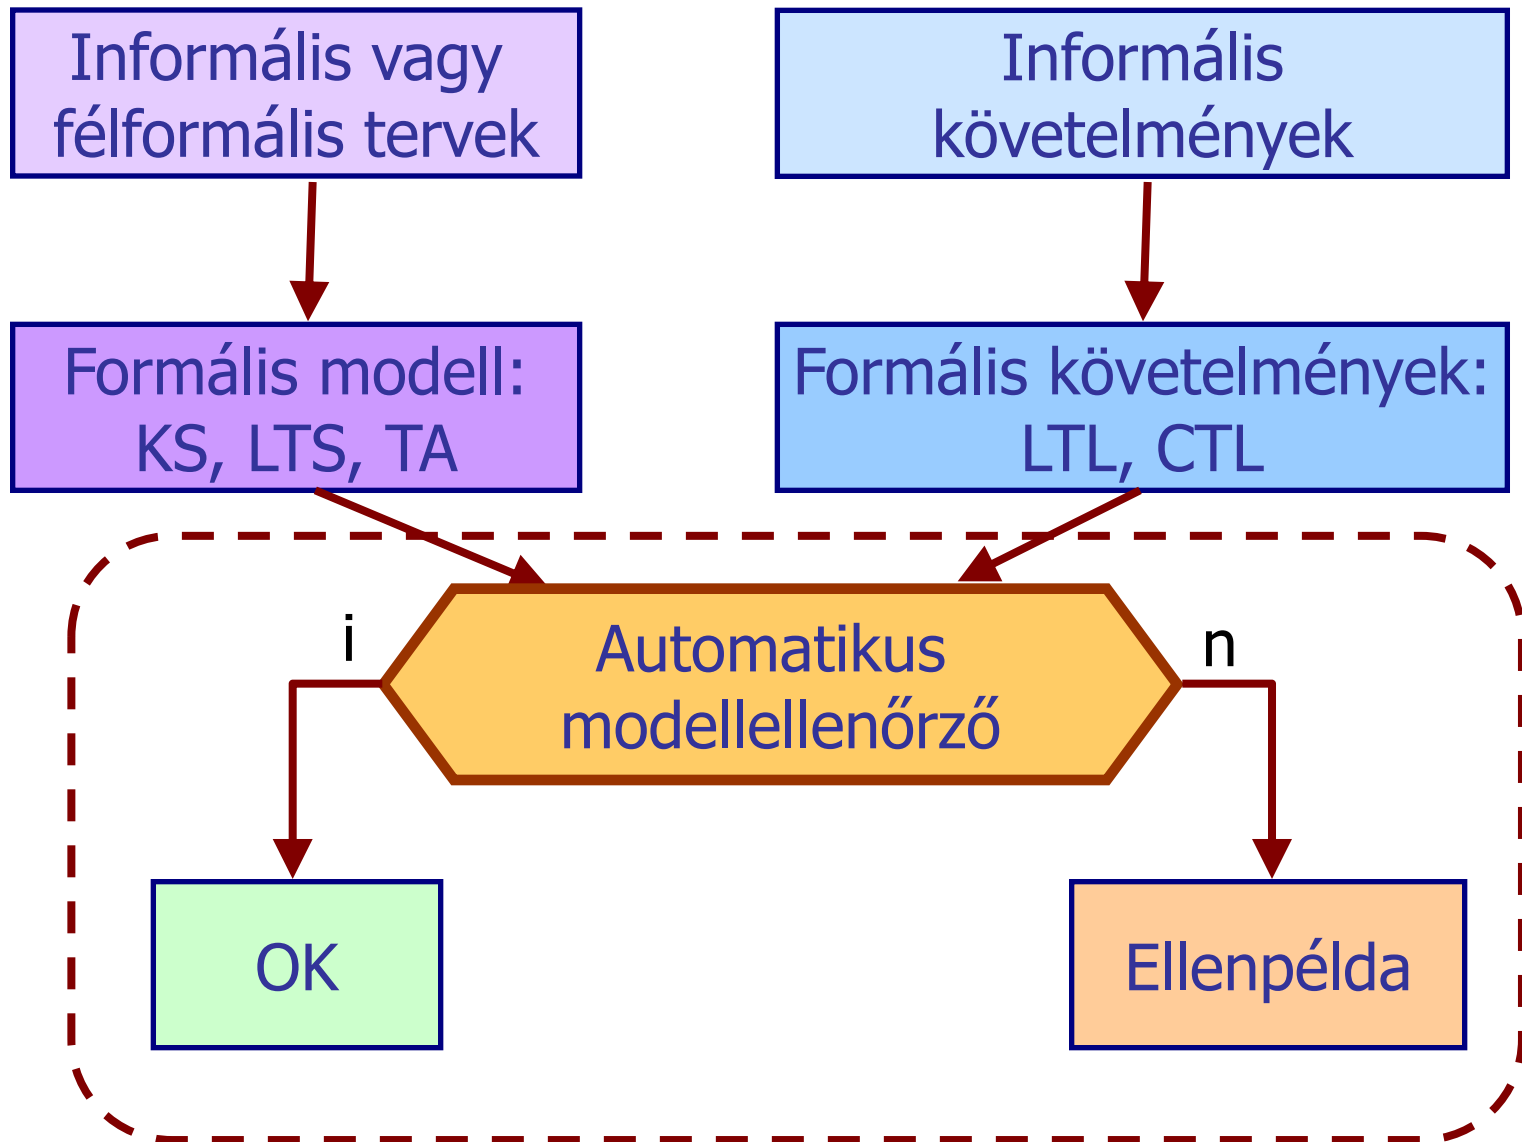 Informális vagy
félformális tervek
Informális
követelmények
Formális modell:
KS, LTS, TA
Formális követelmények:
LTL, CTL
i
Automatikus
modellellenőrző
n
OK
Ellenpélda